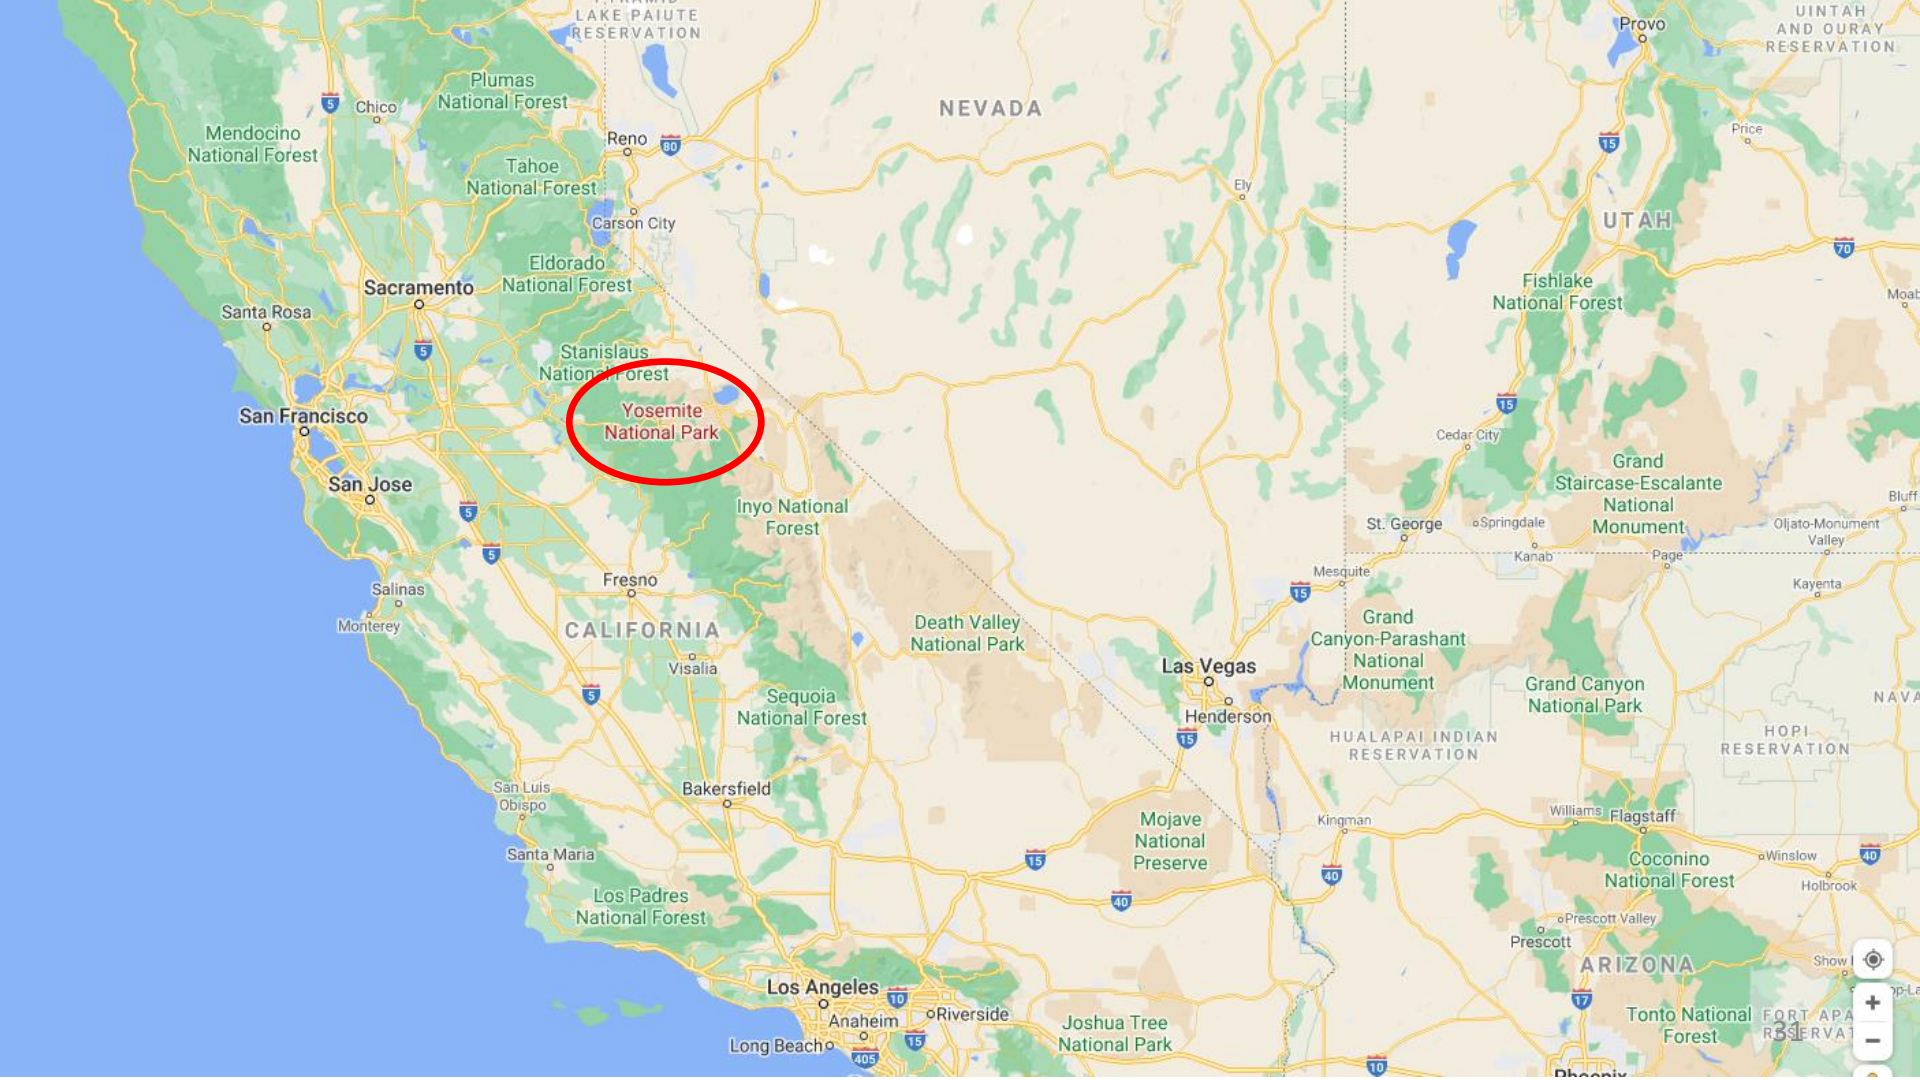 LAKE PAIUTE
RESERVATION
Provo
UINTAH
AND OURAY
RESERVATION
Plumas
National Forest
5
Chico
NEVADA
Mendocino
National Forest
Reno
80
15
Price
Tahoe
National Forest
Ely
Carson City
UTAH
70
Eldorado
National Forest
Sacramento
Fishlake
National Forest
Santa Rosa
5
Stanislaus
National Forest
Yosemite
National Park
15
San Francisco
Cedar City
San Jose
Grand
Staircase-Escalante
National
Monument
Bluff
Inyo National
Forest
5
St. George
Springdale
Oljato-Monument
Valley
5
Kanab
Page
Fresno
Mesquite
15
Kayenta
Salinas
Monterey
CALIFORNIA
Death Valley
National Park
Grand
Canyon-Parashant
National
Monument
Visalia
Las Vegas
5
Sequoia
National Forest
Grand Canyon
National Park
Henderson
15
HUALAPAI INDIAN
RESERVATION
HOPI
RESERVATION
San Luis
Obispo
Bakersfield
Mojave
National
Preserve
Kingman
Williams
Flagstaff
Santa Maria
15
40
40
Coconino
National Forest
Winslow
40
Holbrook
Los Padres
National Forest
Prescott Valley
Prescott
ARIZONA
Show
Los Angeles
10
17
Anaheim
Riverside
Joshua Tree
National Park
Tonto National
Forest
FORT APA
RESERVAT
31
Long Beach
405
15
10